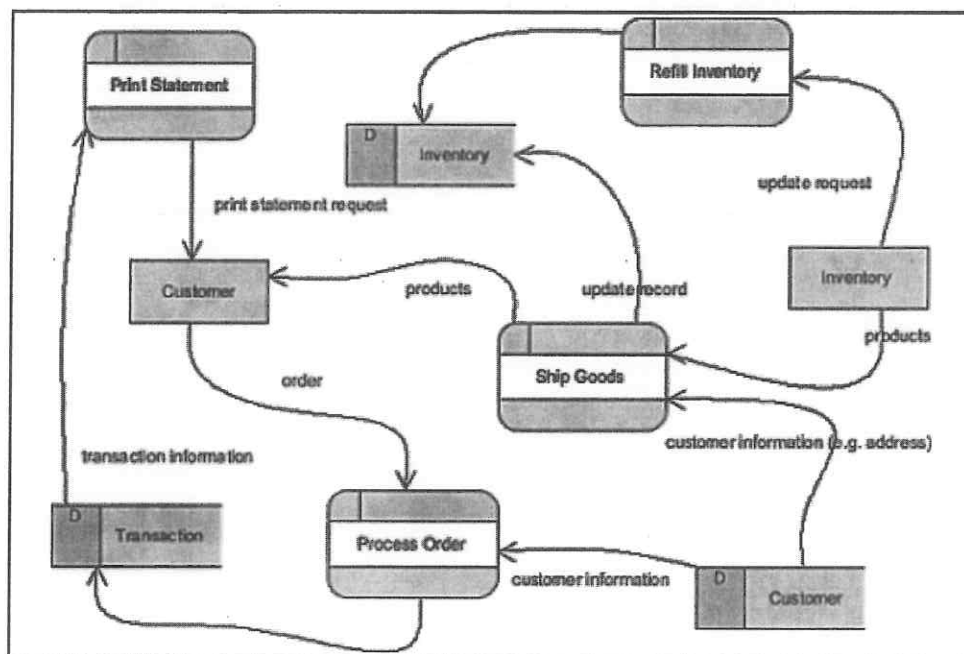 Print Statement
Refill Inventory
D
Inventory
update request
print statement request
Customer
products
update record
Inventory
products
Ship Goods
order
customer information (e.g. address)
transaction information
D
Transaction
Process Order
customer information
D
Customer